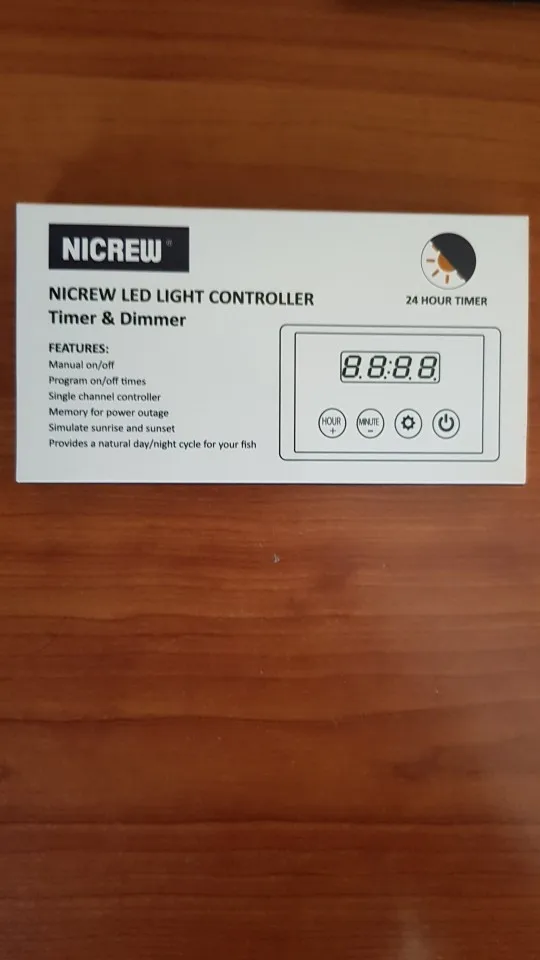 NICREW®
NICREW LED LIGHT CONTROLLER
Timer & Dimmer
24 HOUR TIMER
FEATURES:
Manual on/off
Program on/off times
Single channel controller
Memory for power outage
Simulate sunrise and sunset
Provides a natural day/night cycle for your fish
8.8:8.8.
HOUR +
MINUTE −